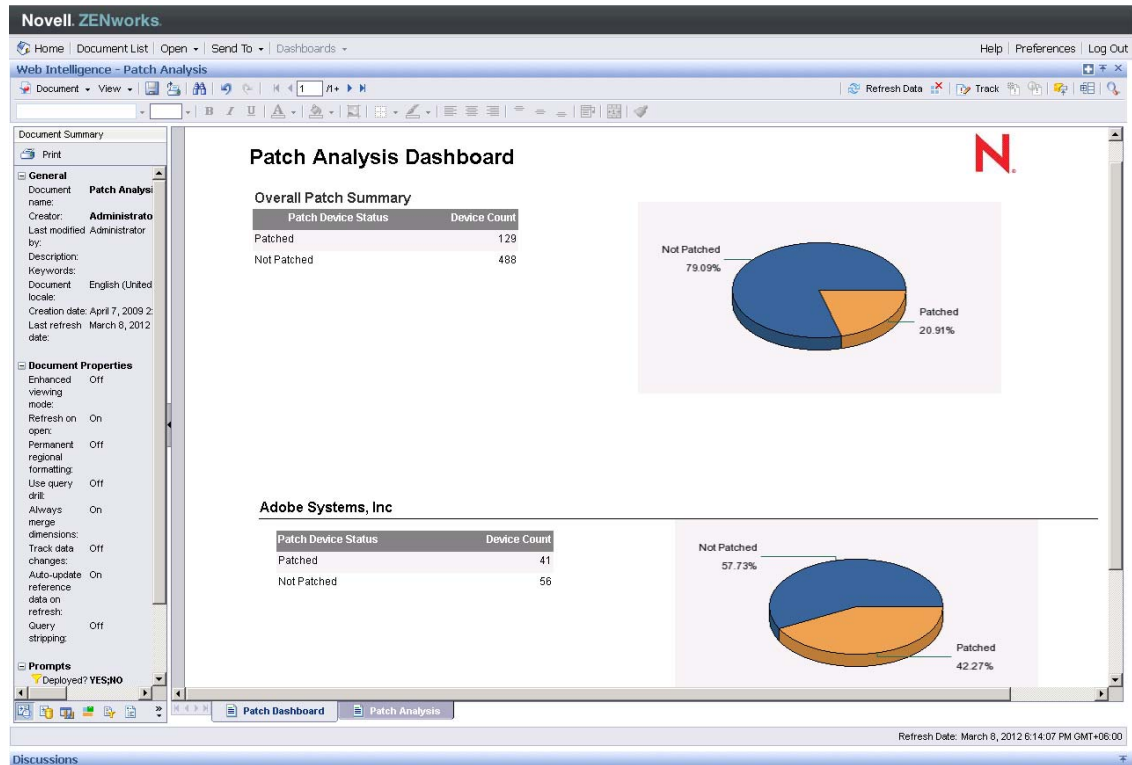 Novell. ZENworks.
Home | Document List | Open | Send To | Dashboards
Help | Preferences | Log Out
Web Intelligence - Patch Analysis
Document View 1 /1+ Refresh Data Track
B I U A
Document Summary
Print
General
Document name: Patch Analysi
Creator: Administrato
Last modified by: Administrator
Description:
Keywords:
Document locale: English (United
Creation date: April 7, 2009 2:
Last refresh date: March 8, 2012
Document Properties
Enhanced viewing mode: Off
Refresh on open: On
Permanent regional formatting: Off
Use query drill: Off
Always merge dimensions: On
Track data changes: Off
Auto-update reference data on refresh: On
Query stripping: Off
Prompts
Deployed? YES;NO
Patch Analysis Dashboard
N
Overall Patch Summary
Patch Device Status Device Count
Patched 129
Not Patched 488
Not Patched
79.09%
Patched
20.91%
Adobe Systems, Inc
Patch Device Status Device Count
Patched 41
Not Patched 56
Not Patched
57.73%
Patched
42.27%
Patch Dashboard
Patch Analysis
Refresh Date: March 8, 2012 6:14:07 PM GMT+06:00
Discussions